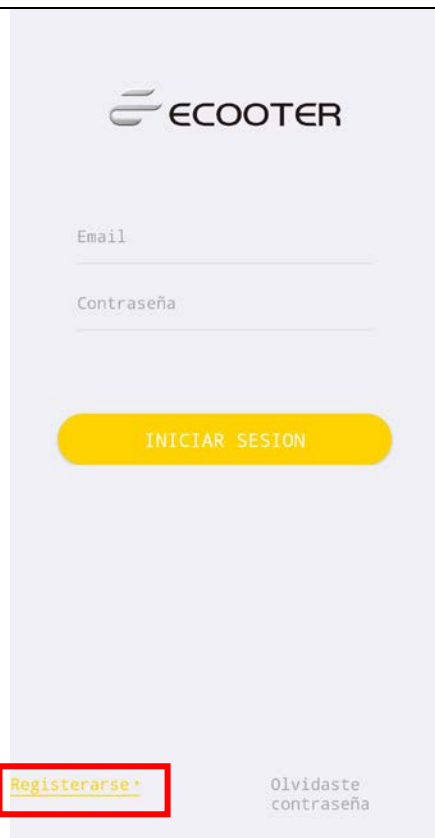 ECOOTER
Email
Contraseña
INICIAR SESION
Registerarse
Olvidaste
contraseña